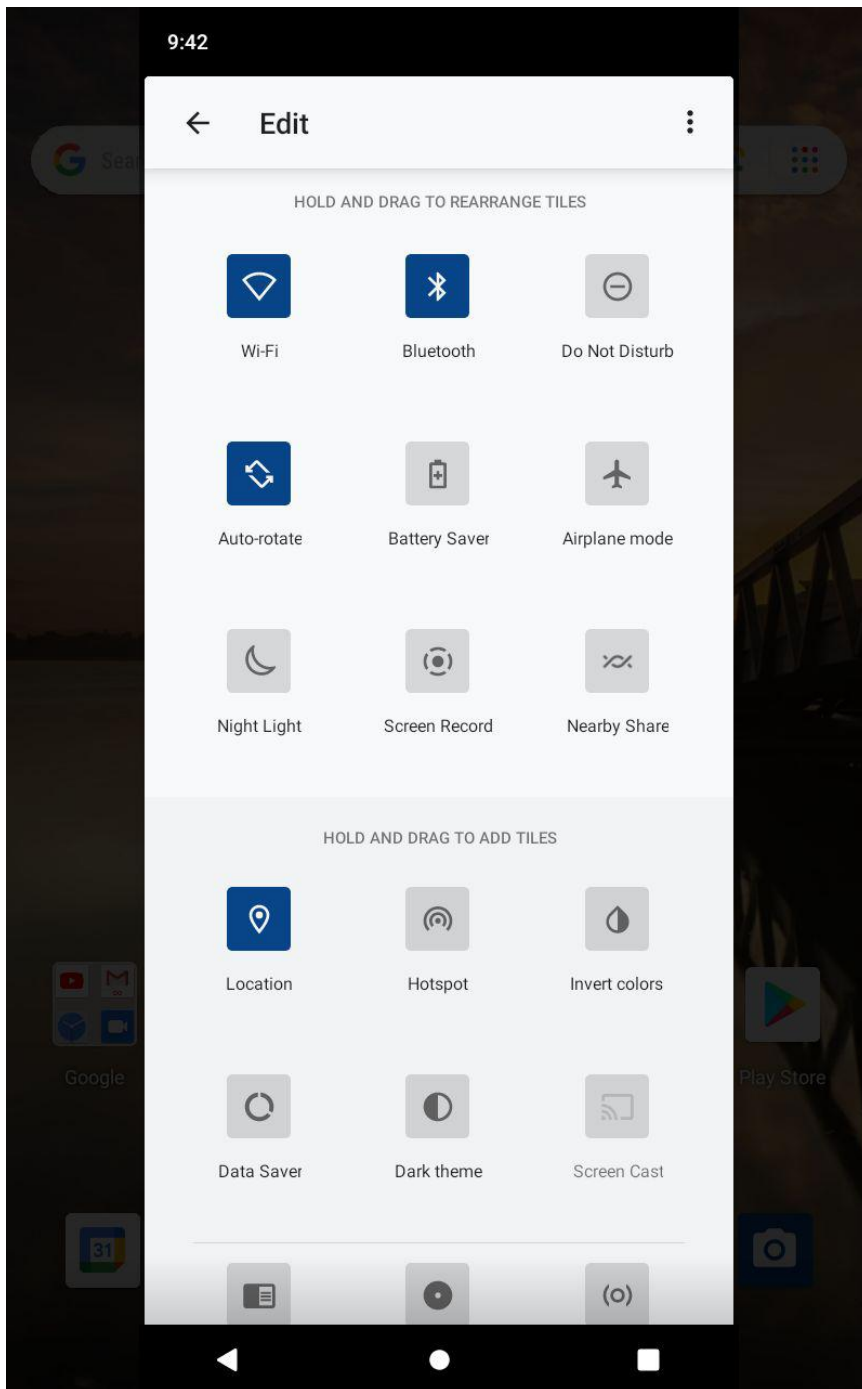 9:42
Edit
Sear
HOLD AND DRAG TO REARRANGE TILES
Wi-Fi
Bluetooth
Do Not Disturb
Auto-rotate
Battery Saver
Airplane mode
Night Light
Screen Record
Nearby Share
HOLD AND DRAG TO ADD TILES
Location
Hotspot
Invert colors
Google
Play Store
Data Saver
Dark theme
Screen Cast
31